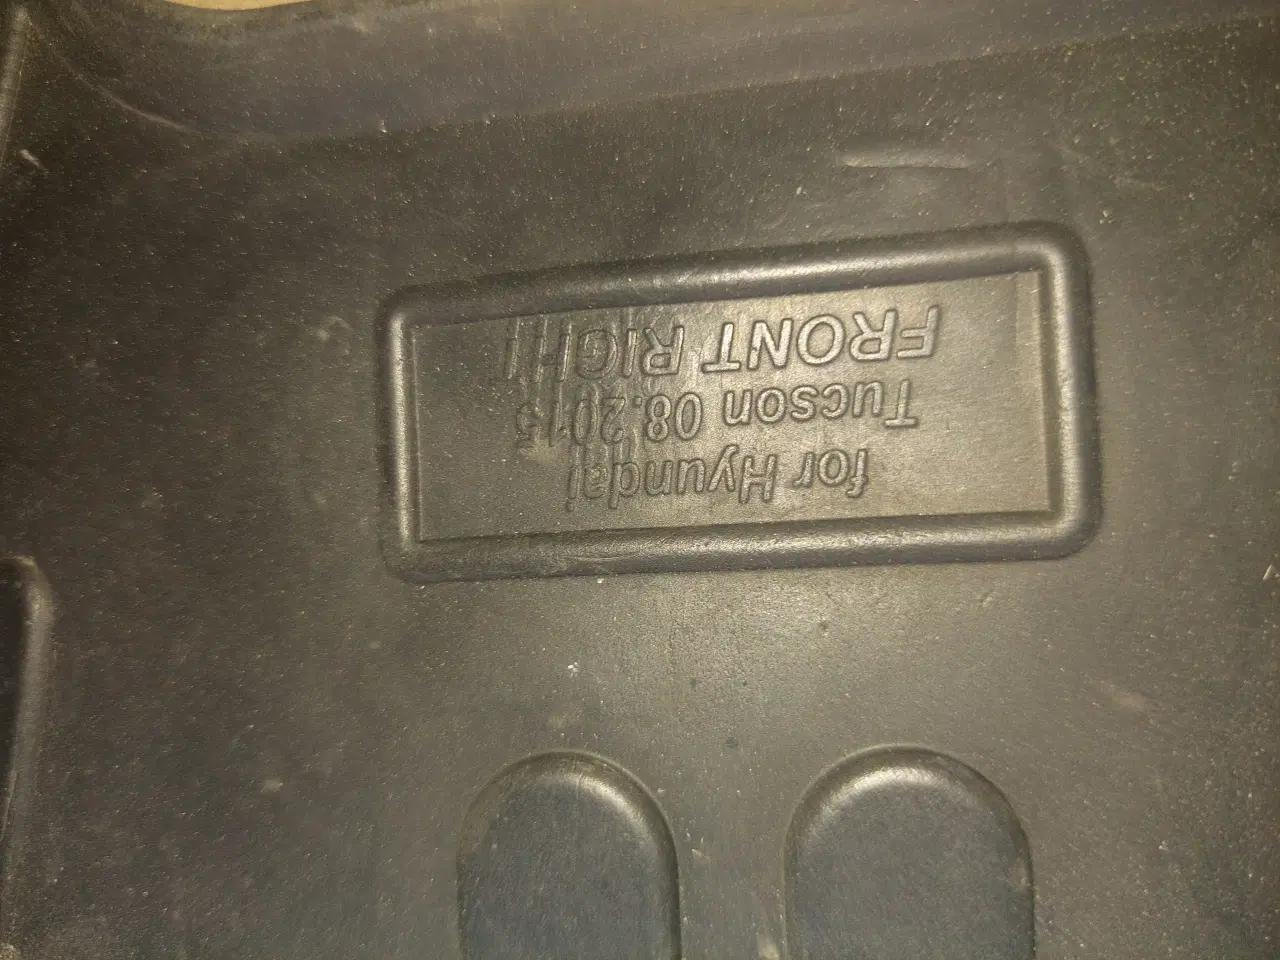 for Hyundai
Tucson 08.2015
FRONT RIGHT